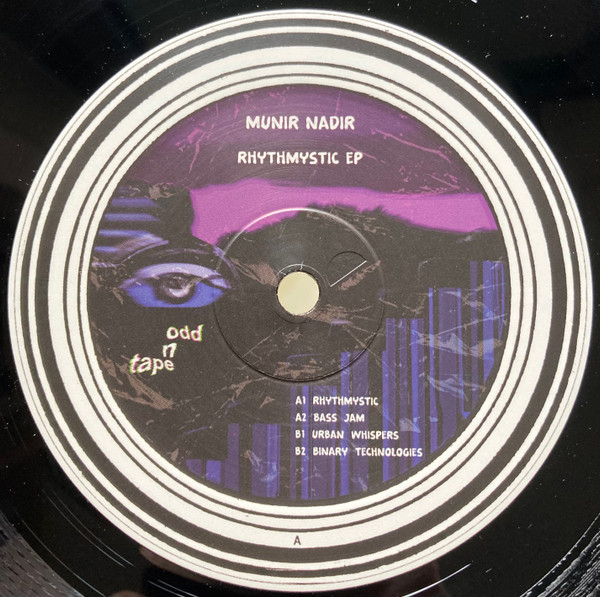 MUNIR NADIR
RHYTHMYSTIC EP
odd
n
tape
A1 RHYTHMYSTIC
A2 BASS JAM
B1 URBAN WHISPERS
B2 BINARY TECHNOLOGIES
A